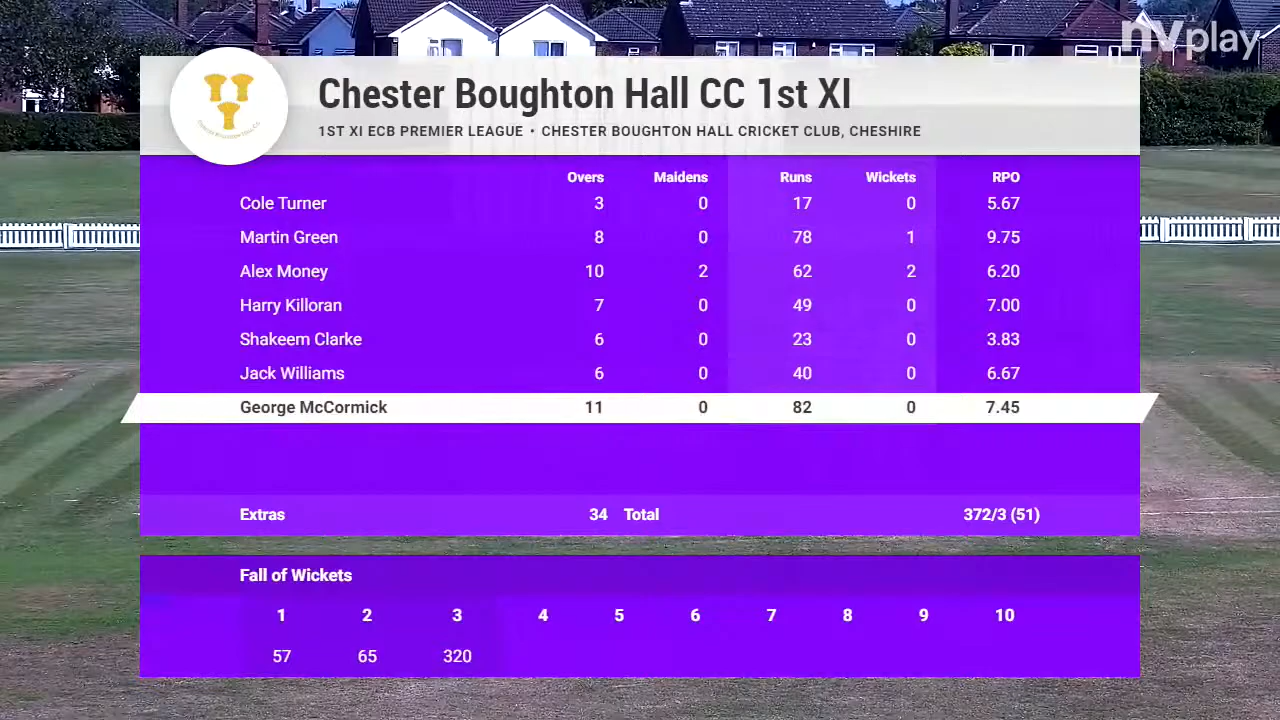 nvplay
Chester Boughton Hall CC 1st XI
1ST XI ECB PREMIER LEAGUE • CHESTER BOUGHTON HALL CRICKET CLUB, CHESHIRE
Overs Maidens Runs Wickets RPO
Cole Turner 3 0 17 0 5.67
Martin Green 8 0 78 1 9.75
Alex Money 10 2 62 2 6.20
Harry Killoran 7 0 49 0 7.00
Shakeem Clarke 6 0 23 0 3.83
Jack Williams 6 0 40 0 6.67
George McCormick 11 0 82 0 7.45
Extras 34 Total 372/3 (51)
Fall of Wickets
1 2 3 4 5 6 7 8 9 10
57 65 320